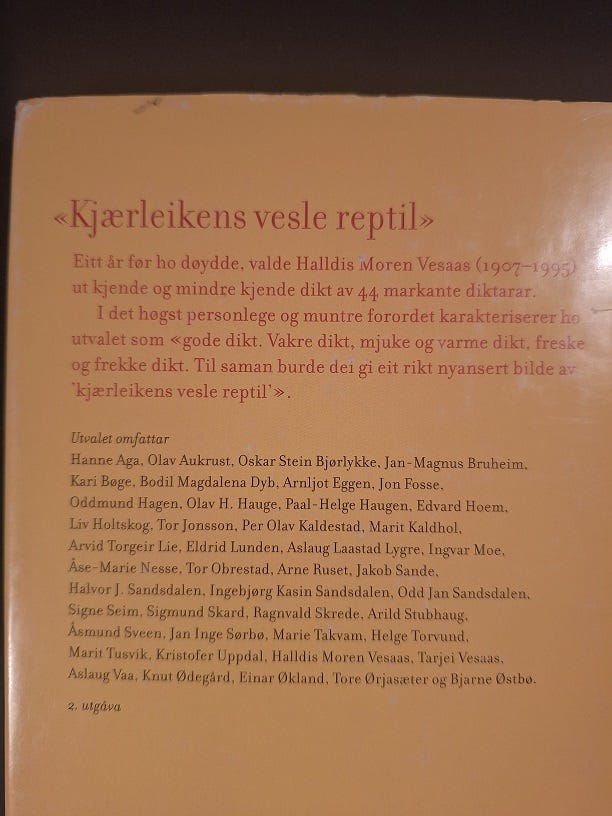 «Kjærleikens vesle reptil»
Eitt år før ho døydde, valde Halldis Moren Vesaas (1907–1995)
ut kjende og mindre kjende dikt av 44 markante diktarar.
I det høgst personlege og muntre forordet karakteriserer ho
utvalet som «gode dikt. Vakre dikt, mjuke og varme dikt, freske
og frekke dikt. Til saman burde dei gi eit rikt nyansert bilde av
'kjærleikens vesle reptil'».
Utvalet omfattar
Hanne Aga, Olav Aukrust, Oskar Stein Bjørlykke, Jan-Magnus Bruheim,
Kari Bøge, Bodil Magdalena Dyb, Arnljot Eggen, Jon Fosse,
Oddmund Hagen, Olav H. Hauge, Paal-Helge Haugen, Edvard Hoem,
Liv Holtskog, Tor Jonsson, Per Olav Kaldestad, Marit Kaldhol,
Arvid Torgeir Lie, Eldrid Lunden, Aslaug Laastad Lygre, Ingvar Moe,
Åse-Marie Nesse, Tor Obrestad, Arne Ruset, Jakob Sande,
Halvor J. Sandsdalen, Ingebjørg Kasin Sandsdalen, Odd Jan Sandsdalen,
Signe Seim, Sigmund Skard, Ragnvald Skrede, Arild Stubhaug,
Åsmund Sveen, Jan Inge Sørbø, Marie Takvam, Helge Torvund,
Marit Tusvik, Kristofer Uppdal, Halldis Moren Vesaas, Tarjei Vesaas,
Aslaug Vaa, Knut Ødegård, Einar Økland, Tore Ørjasæter og Bjarne Østbø.
2. utgåva